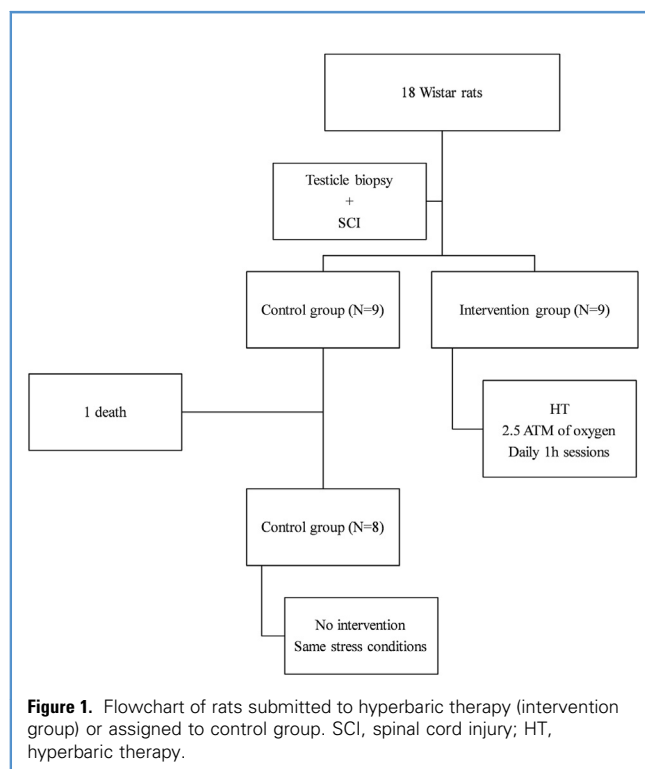 18 Wistar rats
Testicle biopsy
+
SCI
Control group (N=9)
Intervention group (N=9)
1 death
HT
2.5 ATM of oxygen
Daily 1h sessions
Control group (N=8)
No intervention
Same stress conditions
Figure 1. Flowchart of rats submitted to hyperbaric therapy (intervention
group) or assigned to control group. SCI, spinal cord injury; HT,
hyperbaric therapy.